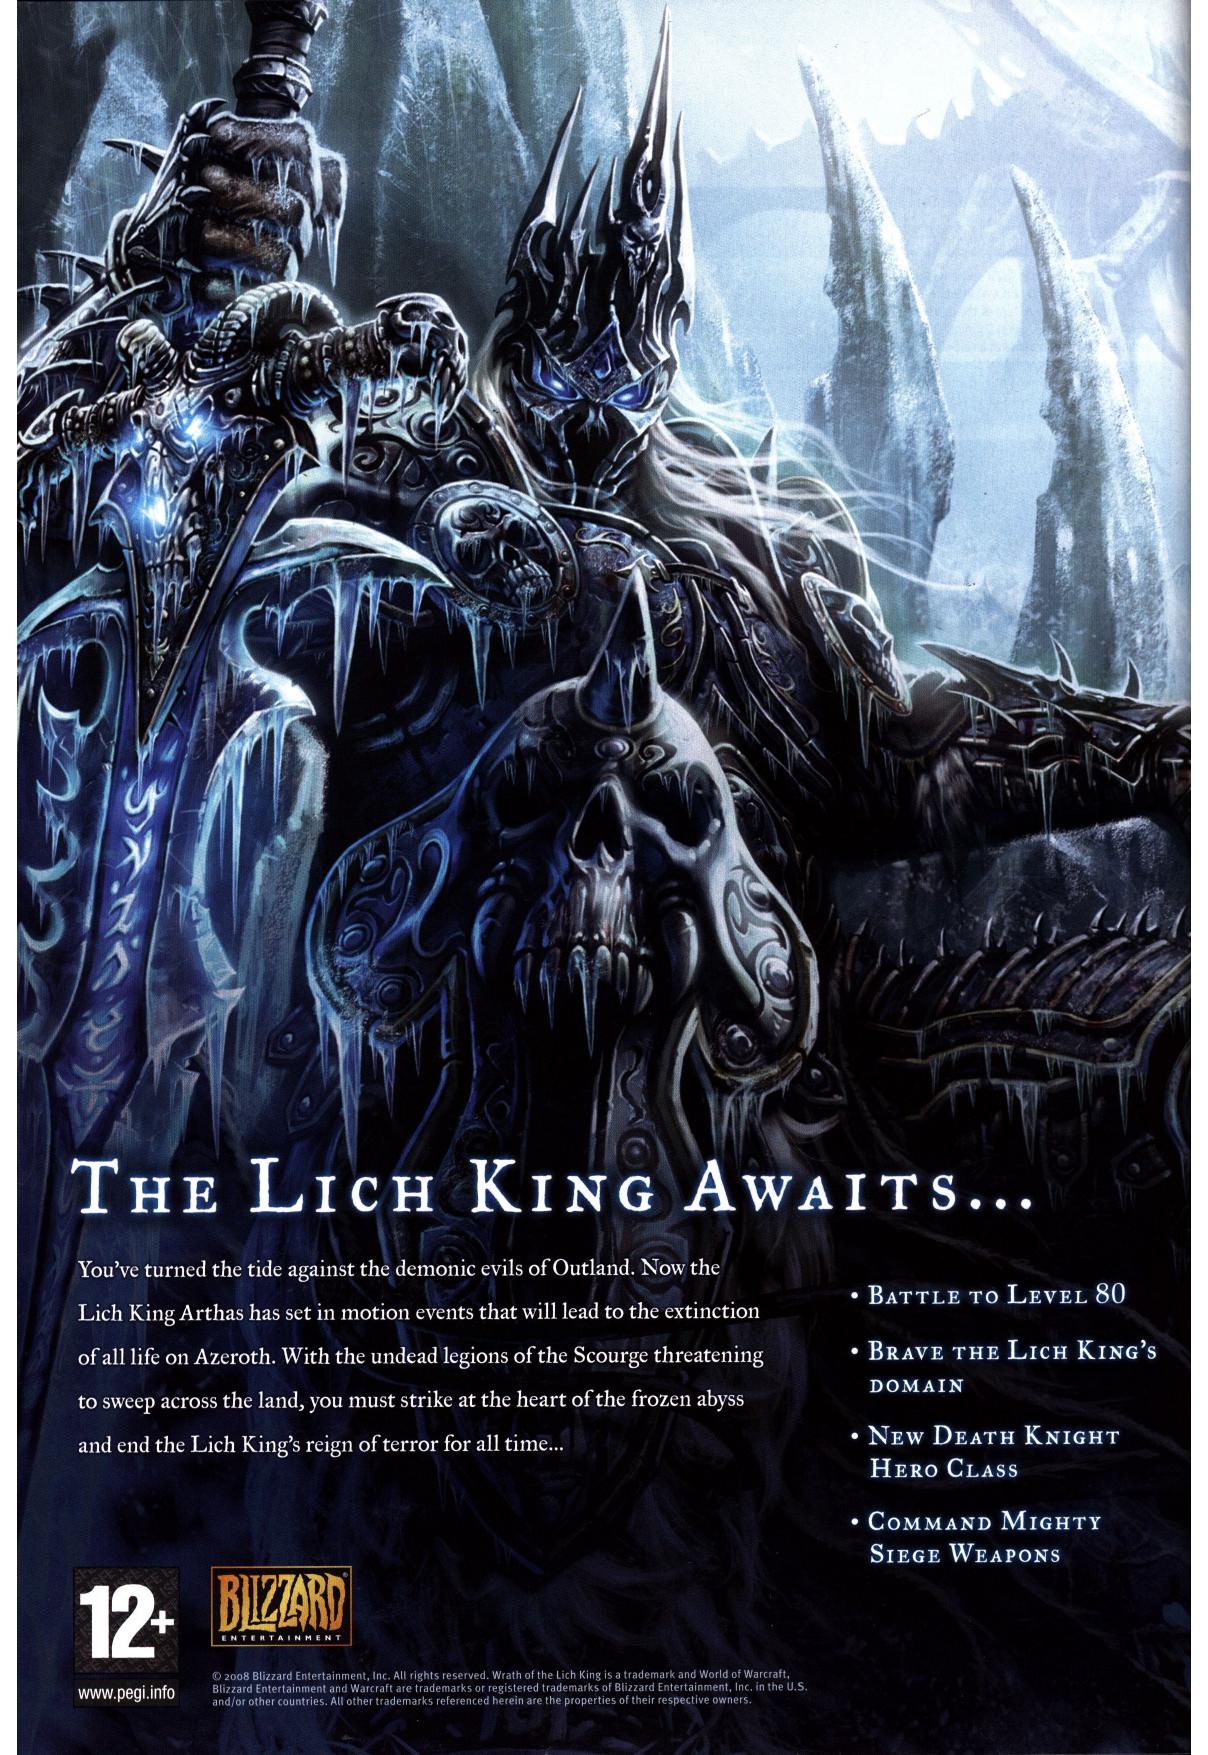 The Lich King Awaits...
You've turned the tide against the demonic evils of Outland. Now the
Lich King Arthas has set in motion events that will lead to the extinction
of all life on Azeroth. With the undead legions of the Scourge threatening
to sweep across the land, you must strike at the heart of the frozen abyss
and end the Lich King's reign of terror for all time...
• Battle to Level 80
• Brave the Lich King's
domain
• New Death Knight
Hero Class
• Command Mighty
Siege Weapons
12+
www.pegi.info
BLIZZARD®
ENTERTAINMENT
© 2008 Blizzard Entertainment, Inc. All rights reserved. Wrath of the Lich King is a trademark and World of Warcraft,
Blizzard Entertainment and Warcraft are trademarks or registered trademarks of Blizzard Entertainment, Inc. in the U.S.
and/or other countries. All other trademarks referenced herein are the properties of their respective owners.